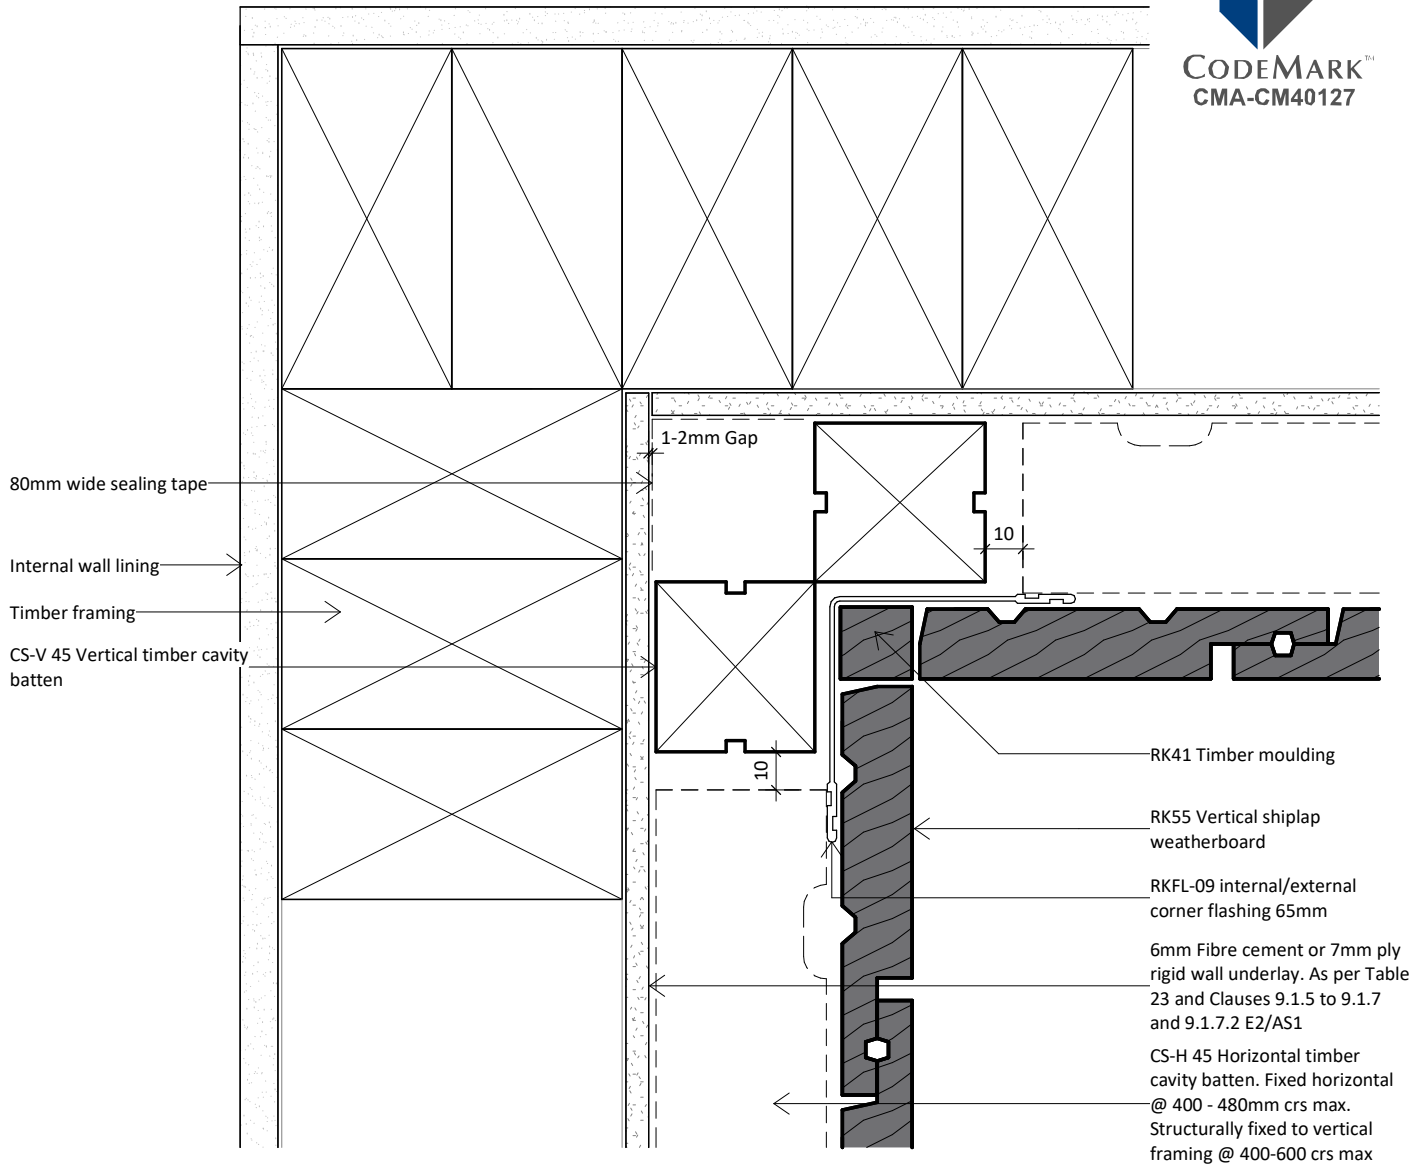 CODEMARK™
CMA-CM40127
1-2mm Gap
80mm wide sealing tape
10
Internal wall lining
Timber framing
CS-V 45 Vertical timber cavity
batten
10
RK41 Timber moulding
RK55 Vertical shiplap
weatherboard
RKFL-09 internal/external
corner flashing 65mm
6mm Fibre cement or 7mm ply
rigid wall underlay. As per Table
23 and Clauses 9.1.5 to 9.1.7
and 9.1.7.2 E2/AS1
CS-H 45 Horizontal timber
cavity batten. Fixed horizontal
@ 400 - 480mm crs max.
Structurally fixed to vertical
framing @ 400-600 crs max